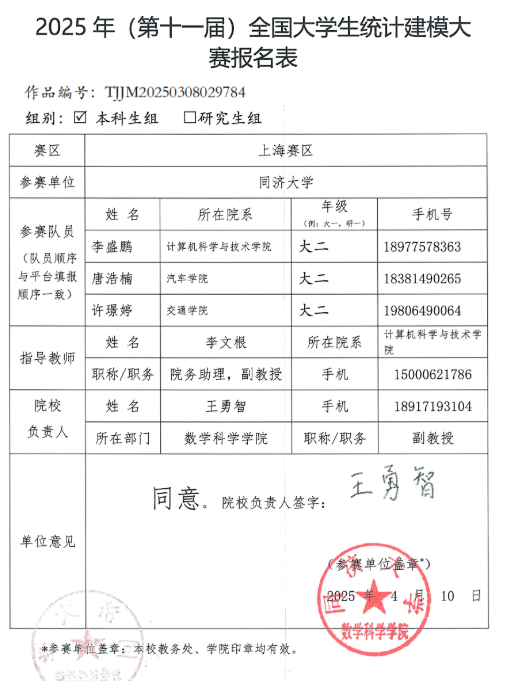 2025 年（第十一届）全国大学生统计建模大
赛报名表
作品编号：TJJM20250308029784
组别：☑ 本科生组 ☐研究生组
赛区 上海赛区
参赛单位 同济大学
参赛队员
（队员顺序
与平台填报
顺序一致）
姓 名 所在院系 年级
（例：大一，研一） 手机号
李盛鹏 计算机科学与技术学院 大二 18977578363
唐浩楠 汽车学院 大二 18381490265
许璟婷 交通学院 大二 19806490064
指导教师
姓 名 李文根 所在院系 计算机科学与技术学
院
职称/职务 院务助理，副教授 手机 15000621786
院校
负责人
姓 名 王勇智 手机 18917193104
所在部门 数学科学学院 职称/职务 副教授
单位意见
同意。院校负责人签字：
王勇智
（参赛单位盖章*）
2025 年 4 月 10 日
同济大学
数学科学学院
*参赛单位盖章：本校教务处、学院印章均有效。